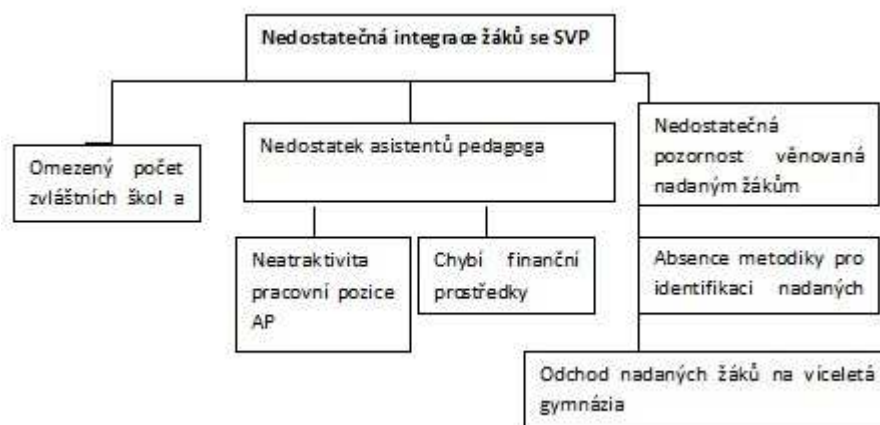 Nedostatečná integrace žáků se SVP
Omezený počet
zvláštních škol a
Nedostatek asistentů pedagoga
Nedostatečná
pozornost věnovaná
nadaným žákům
Neatraktivita
pracovní pozice
AP
Chybí finanční
prostředky
Absence metodiky pro
identifikaci nadaných
Odchod nadaných žáků na víceletá
gymnázia